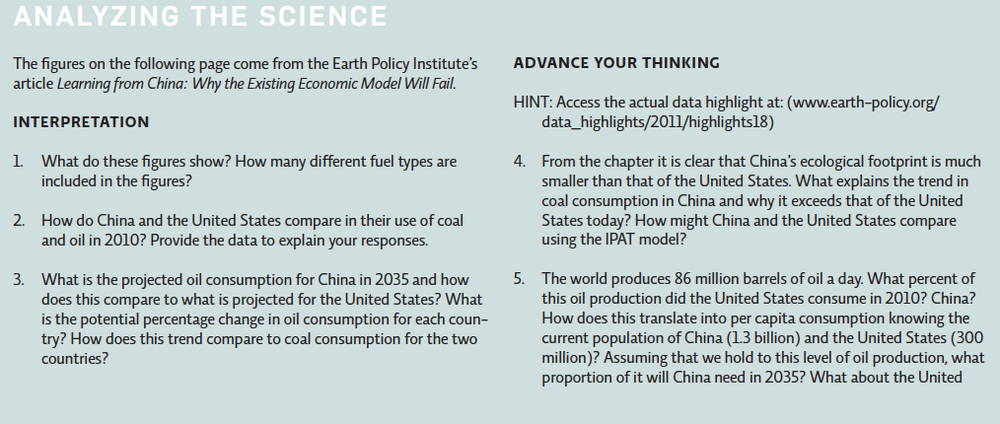 ANALYZING THE SCIENCE
The figures on the following page come from the Earth Policy Institute's
article Learning from China: Why the Existing Economic Model Will Fail.
INTERPRETATION
1. What do these figures show? How many different fuel types are
included in the figures?
2. How do China and the United States compare in their use of coal
and oil in 2010? Provide the data to explain your responses.
3. What is the projected oil consumption for China in 2035 and how
does this compare to what is projected for the United States? What
is the potential percentage change in oil consumption for each coun-
try? How does this trend compare to coal consumption for the two
countries?
ADVANCE YOUR THINKING
HINT: Access the actual data highlight at: (www.earth-policy.org/
data_highlights/2011/highlights18)
4. From the chapter it is clear that China's ecological footprint is much
smaller than that of the United States. What explains the trend in
coal consumption in China and why it exceeds that of the United
States today? How might China and the United States compare
using the IPAT model?
5. The world produces 86 million barrels of oil a day. What percent of
this oil production did the United States consume in 2010? China?
How does this translate into per capita consumption knowing the
current population of China (1.3 billion) and the United States (300
million)? Assuming that we hold to this level of oil production, what
proportion of it will China need in 2035? What about the United